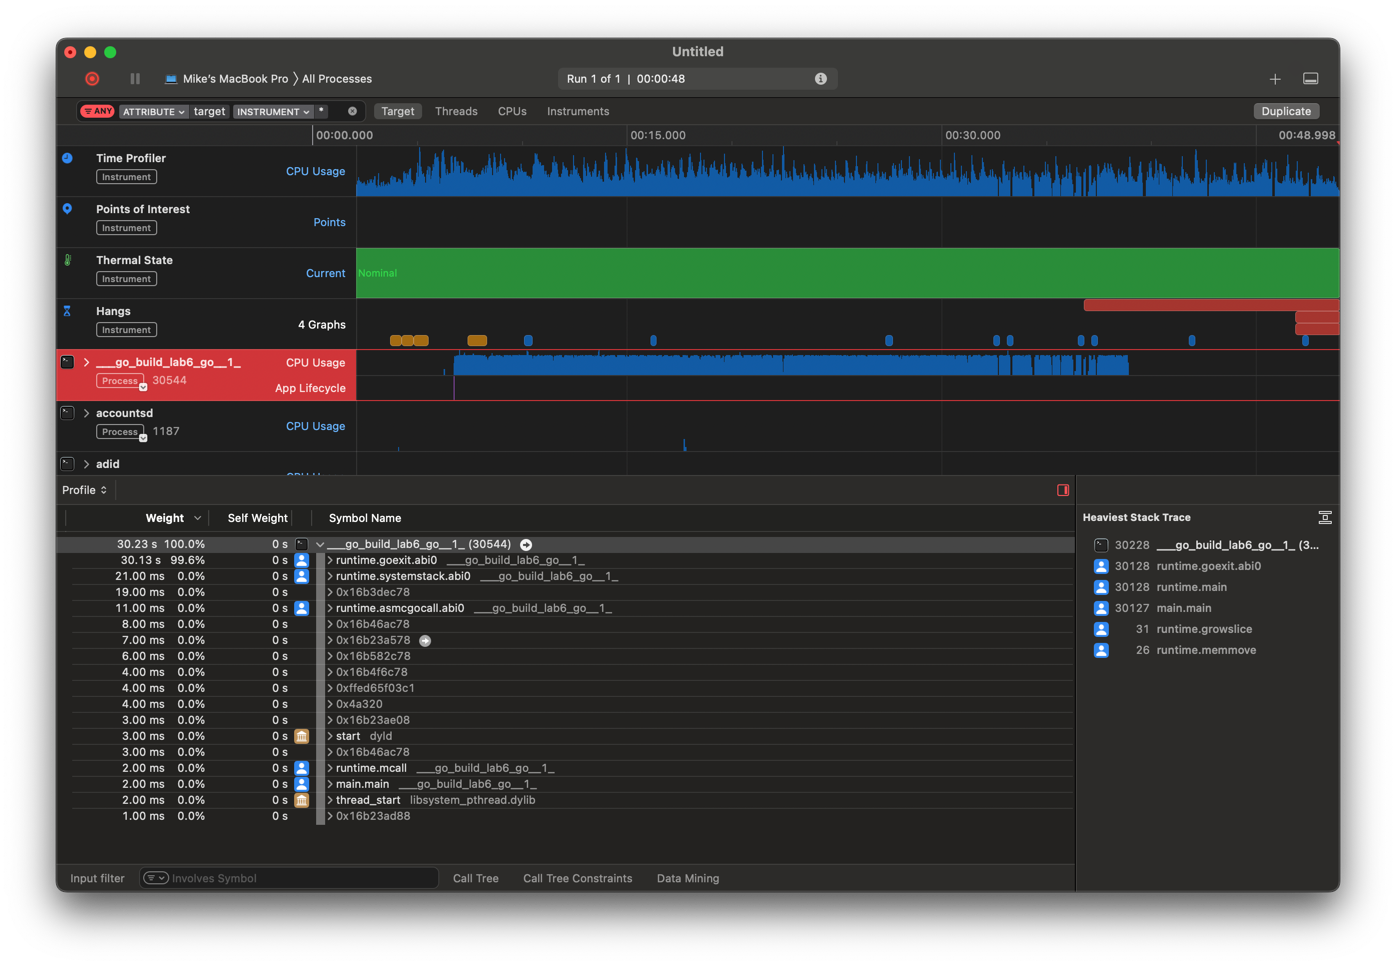 Untitled
Mike's MacBook Pro 〉All Processes
Run 1 of 1 | 00:00:48
ANY ATTRIBUTE target INSTRUMENT *
Target Threads CPUs Instruments Duplicate
00:00.000 00:15.000 00:30.000 00:48.998
Time Profiler
Instrument
CPU Usage
Points of Interest
Instrument
Points
Thermal State
Instrument
Current
Nominal
Hangs
Instrument
4 Graphs
___go_build_lab6_go__1_
Process 30544
CPU Usage
App Lifecycle
accountsd
Process 1187
CPU Usage
adid
CPU Usage
Profile
Weight Self Weight Symbol Name
30.23 s 100.0% 0 s ___go_build_lab6_go__1_ (30544)
30.13 s 99.6% 0 s runtime.goexit.abi0 ___go_build_lab6_go__1_
21.00 ms 0.0% 0 s runtime.systemstack.abi0 ___go_build_lab6_go__1_
19.00 ms 0.0% 0 s 0x16b3dec78
11.00 ms 0.0% 0 s runtime.asmcgocall.abi0 ___go_build_lab6_go__1_
8.00 ms 0.0% 0 s 0x16b46ac78
7.00 ms 0.0% 0 s 0x16b23a578
6.00 ms 0.0% 0 s 0x16b582c78
4.00 ms 0.0% 0 s 0x16b4f6c78
4.00 ms 0.0% 0 s 0xffed65f03c1
4.00 ms 0.0% 0 s 0x4a320
3.00 ms 0.0% 0 s 0x16b23ae08
3.00 ms 0.0% 0 s start dyld
3.00 ms 0.0% 0 s 0x16b46ac78
2.00 ms 0.0% 0 s runtime.mcall ___go_build_lab6_go__1_
2.00 ms 0.0% 0 s main.main ___go_build_lab6_go__1_
2.00 ms 0.0% 0 s thread_start libsystem_pthread.dylib
1.00 ms 0.0% 0 s 0x16b23ad88
Heaviest Stack Trace
30228 ___go_build_lab6_go__1_ (3...
30128 runtime.goexit.abi0
30128 runtime.main
30127 main.main
31 runtime.growslice
26 runtime.memmove
Input filter Involves Symbol Call Tree Call Tree Constraints Data Mining